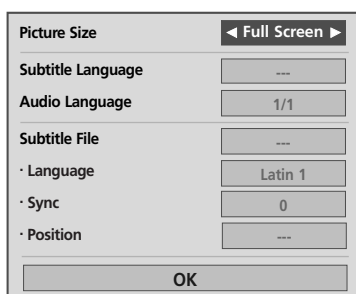 Picture Size ◄ Full Screen ►
Subtitle Language ---
Audio Language 1/1
Subtitle File ---
· Language Latin 1
· Sync 0
· Position ---
OK